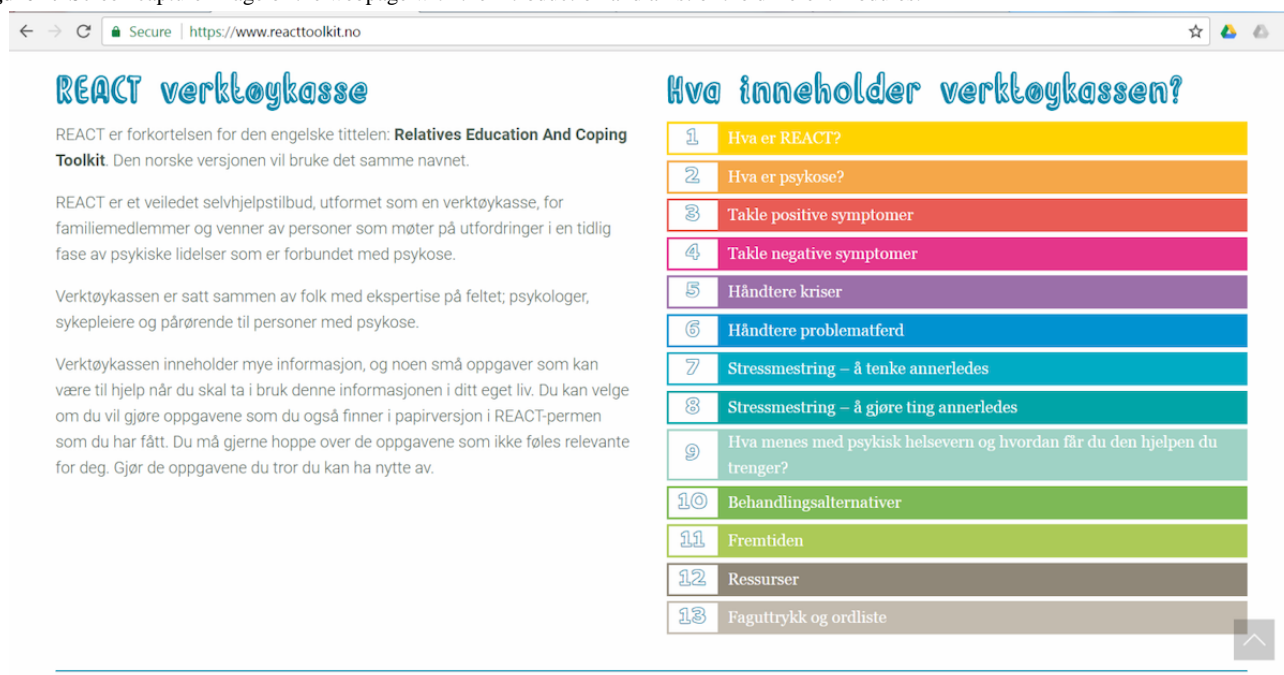 Secure
https://www.reacttoolkit.no
REACT verktøykasse
REACT er forkortelsen for den engelske tittelen: Relatives Education And Coping
Toolkit. Den norske versjonen vil bruke det samme navnet.
REACT er et veiledet selvhjelpstilbud, utformet som en verktøykasse, for
familiemedlemmer og venner av personer som møter på utfordringer i en tidlig
fase av psykiske lidelser som er forbundet med psykose.
Verktøykassen er satt sammen av folk med ekspertise på feltet; psykologer,
sykepleiere og pårørende til personer med psykose.
Verktøykassen inneholder mye informasjon, og noen små oppgaver som kan
være til hjelp når du skal ta i bruk denne informasjonen i ditt eget liv. Du kan velge
om du vil gjøre oppgavene som du også finner i papirversjon i REACT-permen
som du har fått. Du må gjerne hoppe over de oppgavene som ikke føles relevante
for deg. Gjør de oppgavene du tror du kan ha nytte av.
Hva inneholder verktøykassen?
1 Hva er REACT?
2 Hva er psykose?
3 Takle positive symptomer
4 Takle negative symptomer
5 Håndtere kriser
6 Håndtere problematferd
7 Stressmestring – å tenke annerledes
8 Stressmestring – å gjøre ting annerledes
9 Hva menes med psykisk helsevern og hvordan får du den hjelpen du
trenger?
10 Behandlingsalternativer
11 Fremtiden
12 Ressurser
13 Faguttrykk og ordliste